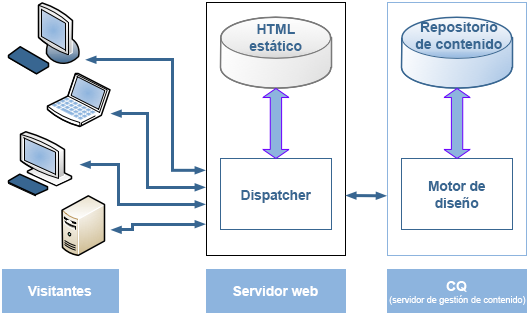 HTML
estático
Repositorio
de contenido
Dispatcher
Motor de
diseño
Visitantes
Servidor web
CQ
(servidor de gestión de contenido)